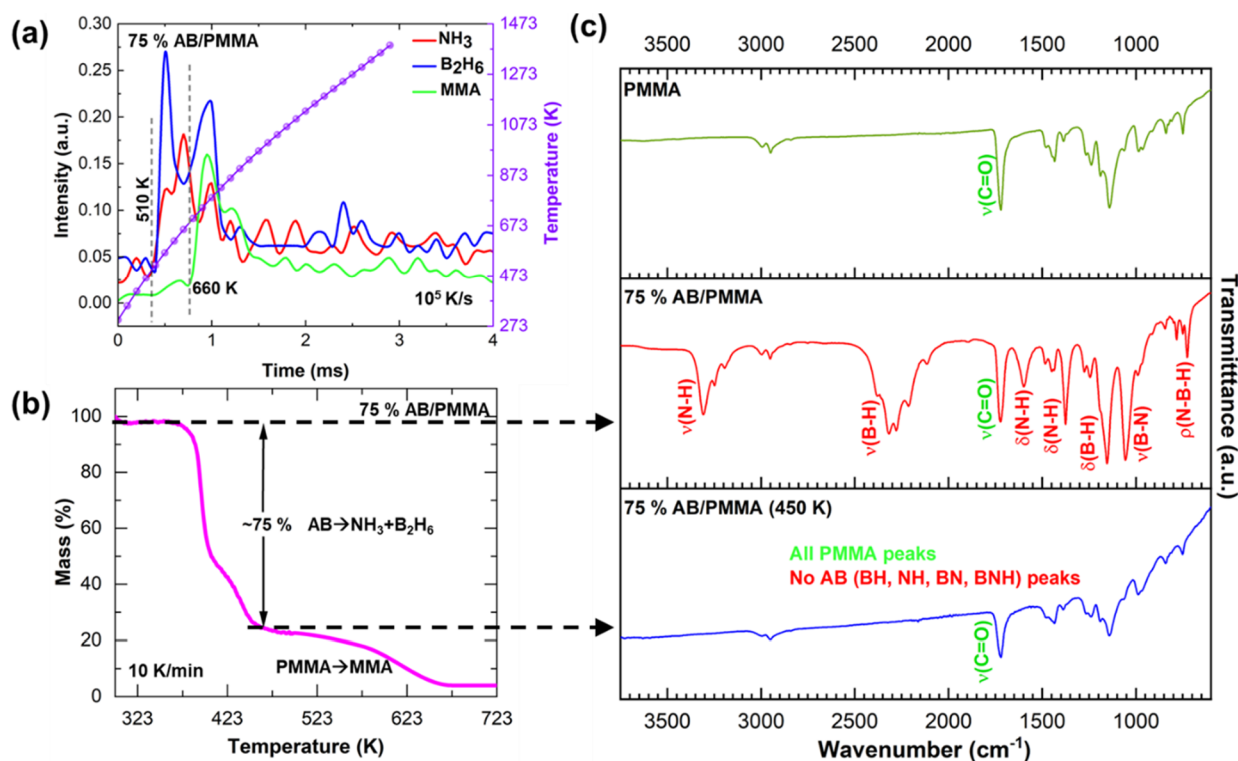 (a)
75 % AB/PMMA
NH3
B2H6
MMA
510 K
660 K
10^5 K/s
0.30
0.25
0.20
0.15
0.10
0.05
0.00
Intensity (a.u.)
1473
1273
1073
873
673
473
273
Temperature (K)
0 1 2 3 4
Time (ms)
(b)
75 % AB/PMMA
~75 % AB→NH3+B2H6
PMMA→MMA
10 K/min
100
80
60
40
20
0
Mass (%)
323 423 523 623 723
Temperature (K)
(c)
3500 3000 2500 2000 1500 1000
PMMA
ν(C=O)
75 % AB/PMMA
ν(N-H)
ν(B-H)
ν(C=O)
δ(N-H)
δ(N-H)
δ(B-H)
ν(B-N)
ρ(N-B-H)
75 % AB/PMMA (450 K)
All PMMA peaks
No AB (BH, NH, BN, BNH) peaks
ν(C=O)
Transmitttance (a.u.)
3500 3000 2500 2000 1500 1000
Wavenumber (cm-1)